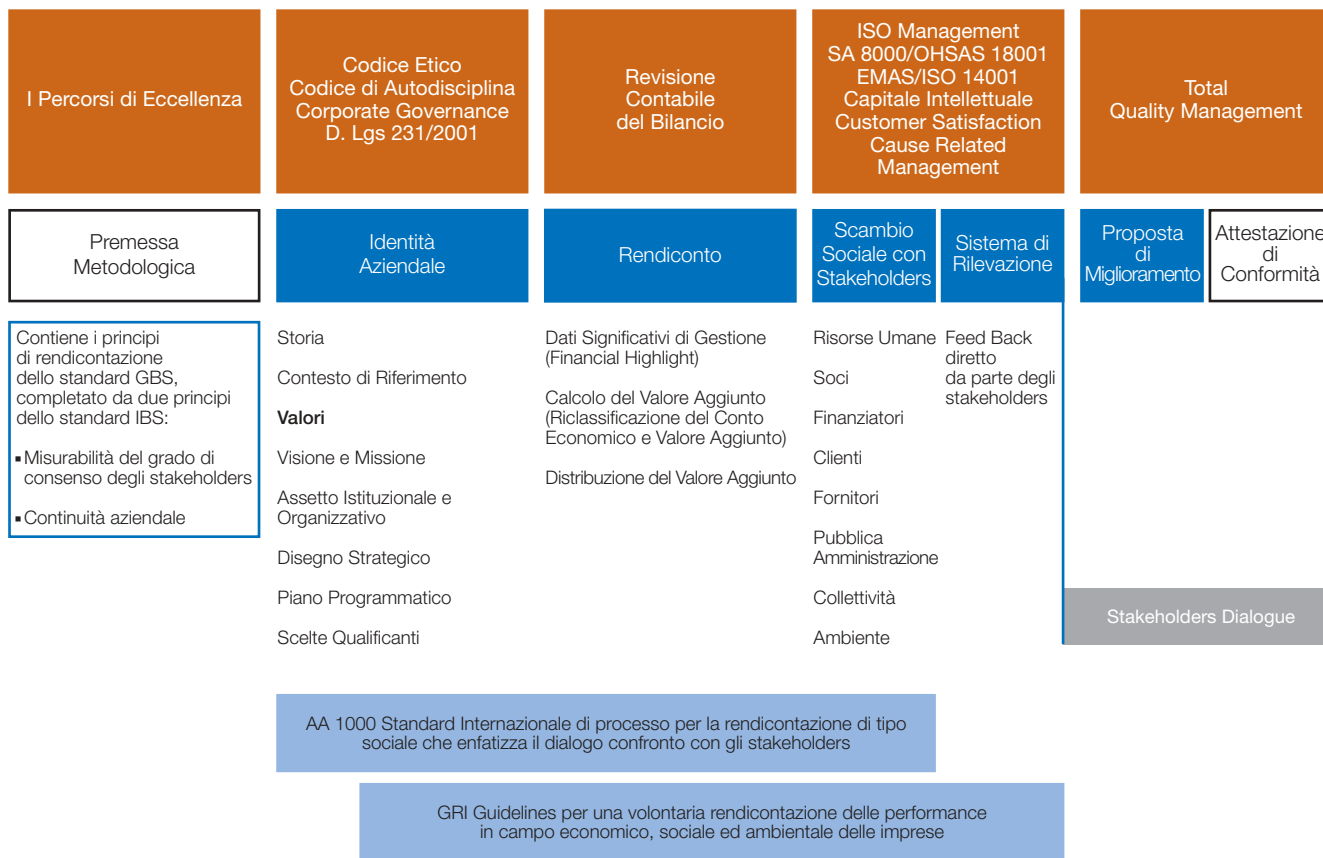 I Percorsi di Eccellenza
Codice Etico
Codice di Autodisciplina
Corporate Governance
D. Lgs 231/2001
Revisione
Contabile
del Bilancio
ISO Management
SA 8000/OHSAS 18001
EMAS/ISO 14001
Capitale Intellettuale
Customer Satisfaction
Cause Related
Management
Total
Quality Management
Premessa
Metodologica
Identità
Aziendale
Rendiconto
Scambio
Sociale con
Stakeholders
Sistema di
Rilevazione
Proposta
di
Miglioramento
Attestazione
di
Conformità
Contiene i principi
di rendicontazione
dello standard GBS,
completato da due principi
dello standard IBS:
▪ Misurabilità del grado di
consenso degli stakeholders
▪ Continuità aziendale
Storia
Contesto di Riferimento
Valori
Visione e Missione
Assetto Istituzionale e
Organizzativo
Disegno Strategico
Piano Programmatico
Scelte Qualificanti
Dati Significativi di Gestione
(Financial Highlight)
Calcolo del Valore Aggiunto
(Riclassificazione del Conto
Economico e Valore Aggiunto)
Distribuzione del Valore Aggiunto
Risorse Umane
Soci
Finanziatori
Clienti
Fornitori
Pubblica
Amministrazione
Collettività
Ambiente
Feed Back
diretto
da parte degli
stakeholders
Stakeholders Dialogue
AA 1000 Standard Internazionale di processo per la rendicontazione di tipo
sociale che enfatizza il dialogo confronto con gli stakeholders
GRI Guidelines per una volontaria rendicontazione delle performance
in campo economico, sociale ed ambientale delle imprese